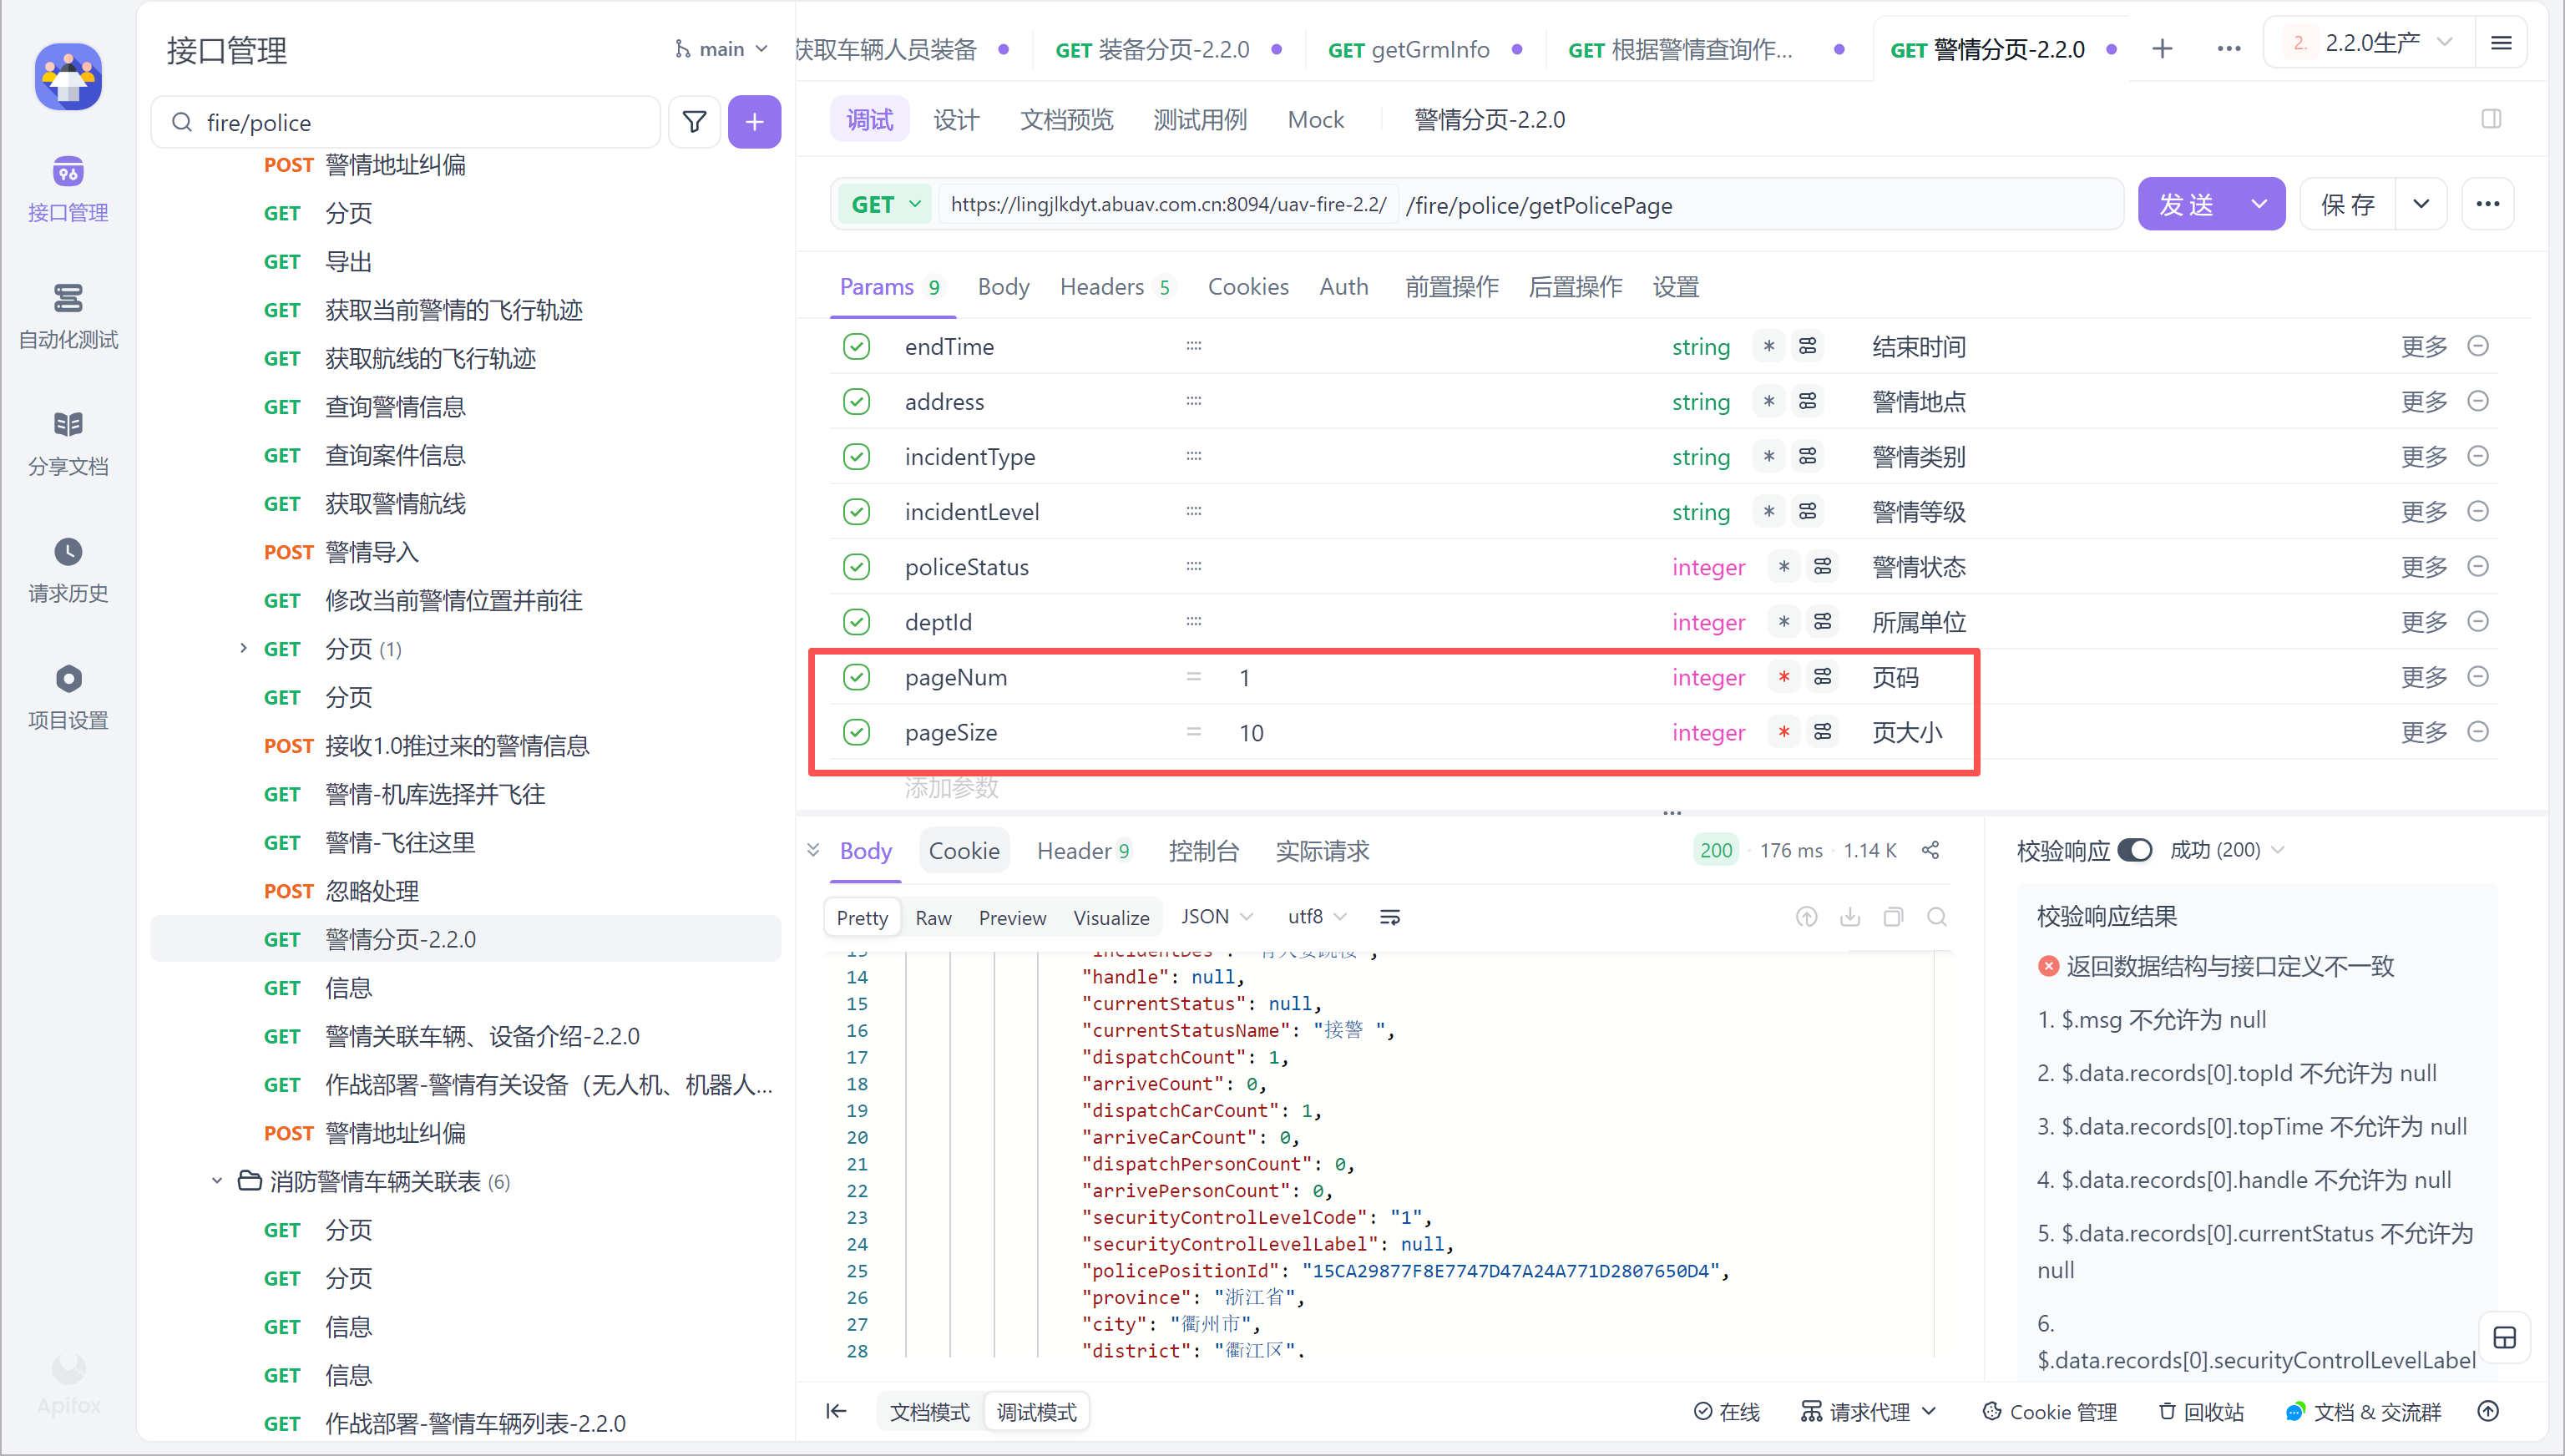 接口管理
main
获取车辆人员装备
GET 装备分页-2.2.0
GET getGrmInfo
GET 根据警情查询作...
GET 警情分页-2.2.0
2. 2.2.0生产
fire/police
接口管理
自动化测试
分享文档
请求历史
项目设置
Apifox
POST 警情地址纠偏
GET 分页
GET 导出
GET 获取当前警情的飞行轨迹
GET 获取航线的飞行轨迹
GET 查询警情信息
GET 查询案件信息
GET 获取警情航线
POST 警情导入
GET 修改当前警情位置并前往
GET 分页 (1)
GET 分页
POST 接收1.0推过来的警情信息
GET 警情-机库选择并飞往
GET 警情-飞往这里
POST 忽略处理
GET 警情分页-2.2.0
GET 信息
GET 警情关联车辆、设备介绍-2.2.0
GET 作战部署-警情有关设备（无人机、机器人...
POST 警情地址纠偏
消防警情车辆关联表 (6)
GET 分页
GET 分页
GET 信息
GET 信息
GET 作战部署-警情车辆列表-2.2.0
调试 设计 文档预览 测试用例 Mock 警情分页-2.2.0
GET https://lingjlkdyt.abuav.com.cn:8094/uav-fire-2.2/ /fire/police/getPolicePage
发送 保存
Params 9 Body Headers 5 Cookies Auth 前置操作 后置操作 设置
endTime string * 结束时间 更多
address string * 警情地点 更多
incidentType string * 警情类别 更多
incidentLevel string * 警情等级 更多
policeStatus integer * 警情状态 更多
deptId integer * 所属单位 更多
pageNum = 1 integer * 页码 更多
pageSize = 10 integer * 页大小 更多
添加参数
Body Cookie Header 9 控制台 实际请求 200 176 ms 1.14 K
Pretty Raw Preview Visualize JSON utf8
14 "handle": null,
15 "currentStatus": null,
16 "currentStatusName": "接警 ",
17 "dispatchCount": 1,
18 "arriveCount": 0,
19 "dispatchCarCount": 1,
20 "arriveCarCount": 0,
21 "dispatchPersonCount": 0,
22 "arrivePersonCount": 0,
23 "securityControlLevelCode": "1",
24 "securityControlLevelLabel": null,
25 "policePositionId": "15CA29877F8E7747D47A24A771D2807650D4",
26 "province": "浙江省",
27 "city": "衢州市",
28 "district": "衢江区",
校验响应 成功 (200)
校验响应结果
返回数据结构与接口定义不一致
1. $.msg 不允许为 null
2. $.data.records[0].topId 不允许为 null
3. $.data.records[0].topTime 不允许为 null
4. $.data.records[0].handle 不允许为 null
5. $.data.records[0].currentStatus 不允许为
null
6.
$.data.records[0].securityControlLevelLabel
文档模式 调试模式
在线 请求代理 Cookie 管理 回收站 文档 & 交流群